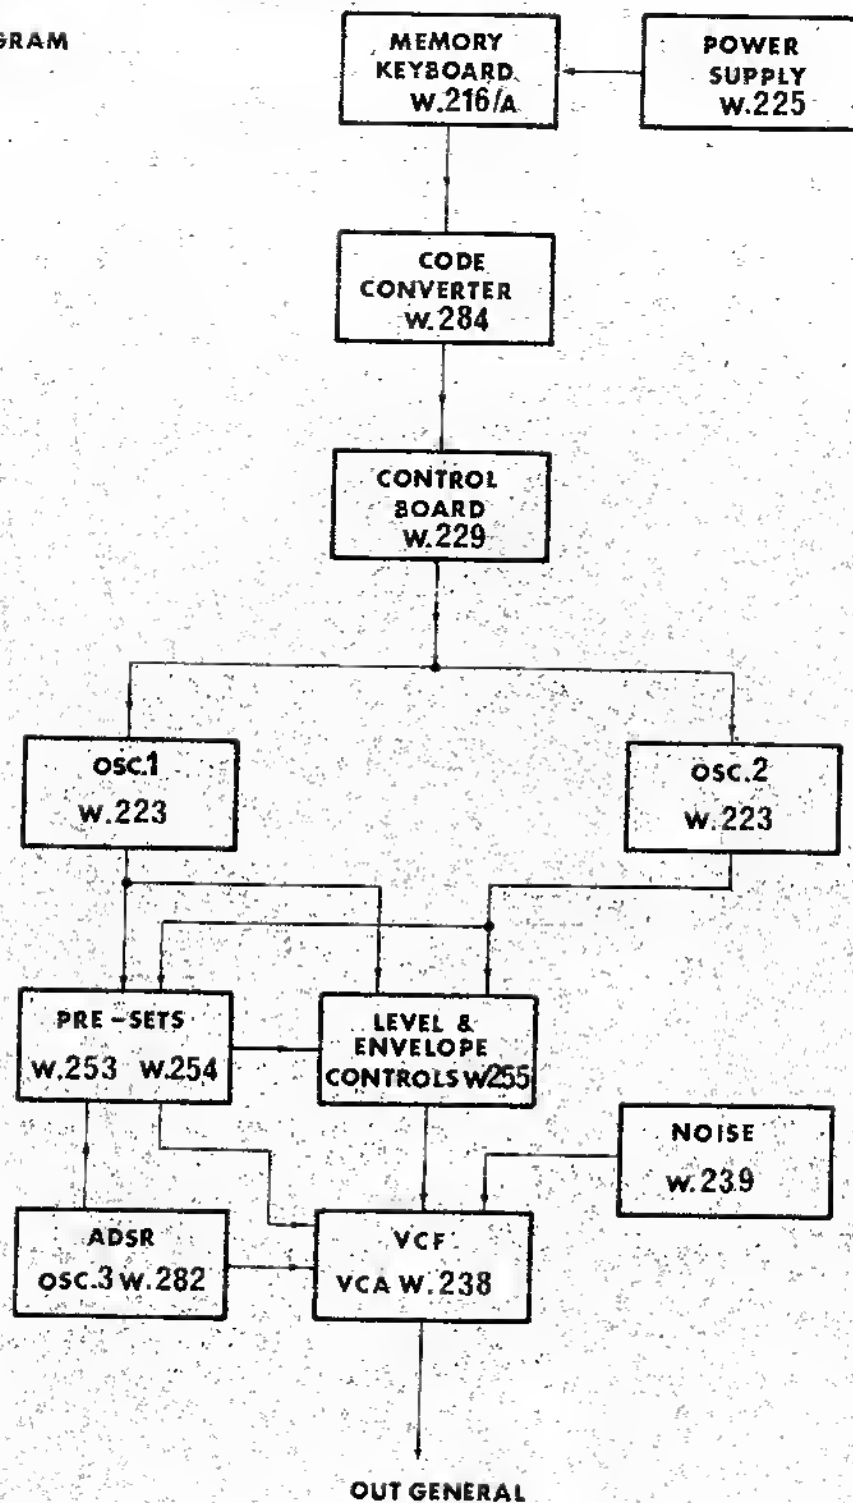 GRAM
MEMORY
KEYBOARD
W.216/A
POWER
SUPPLY
W.225
CODE
CONVERTER
W.284
CONTROL
BOARD
W.229
OSC.1
W.223
OSC.2
W.223
PRE-SETS
W.253 W.254
LEVEL &
ENVELOPE
CONTROLS W255
NOISE
W.239
ADSR
OSC.3 W.282
VCF
VCA W.238
OUT GENERAL